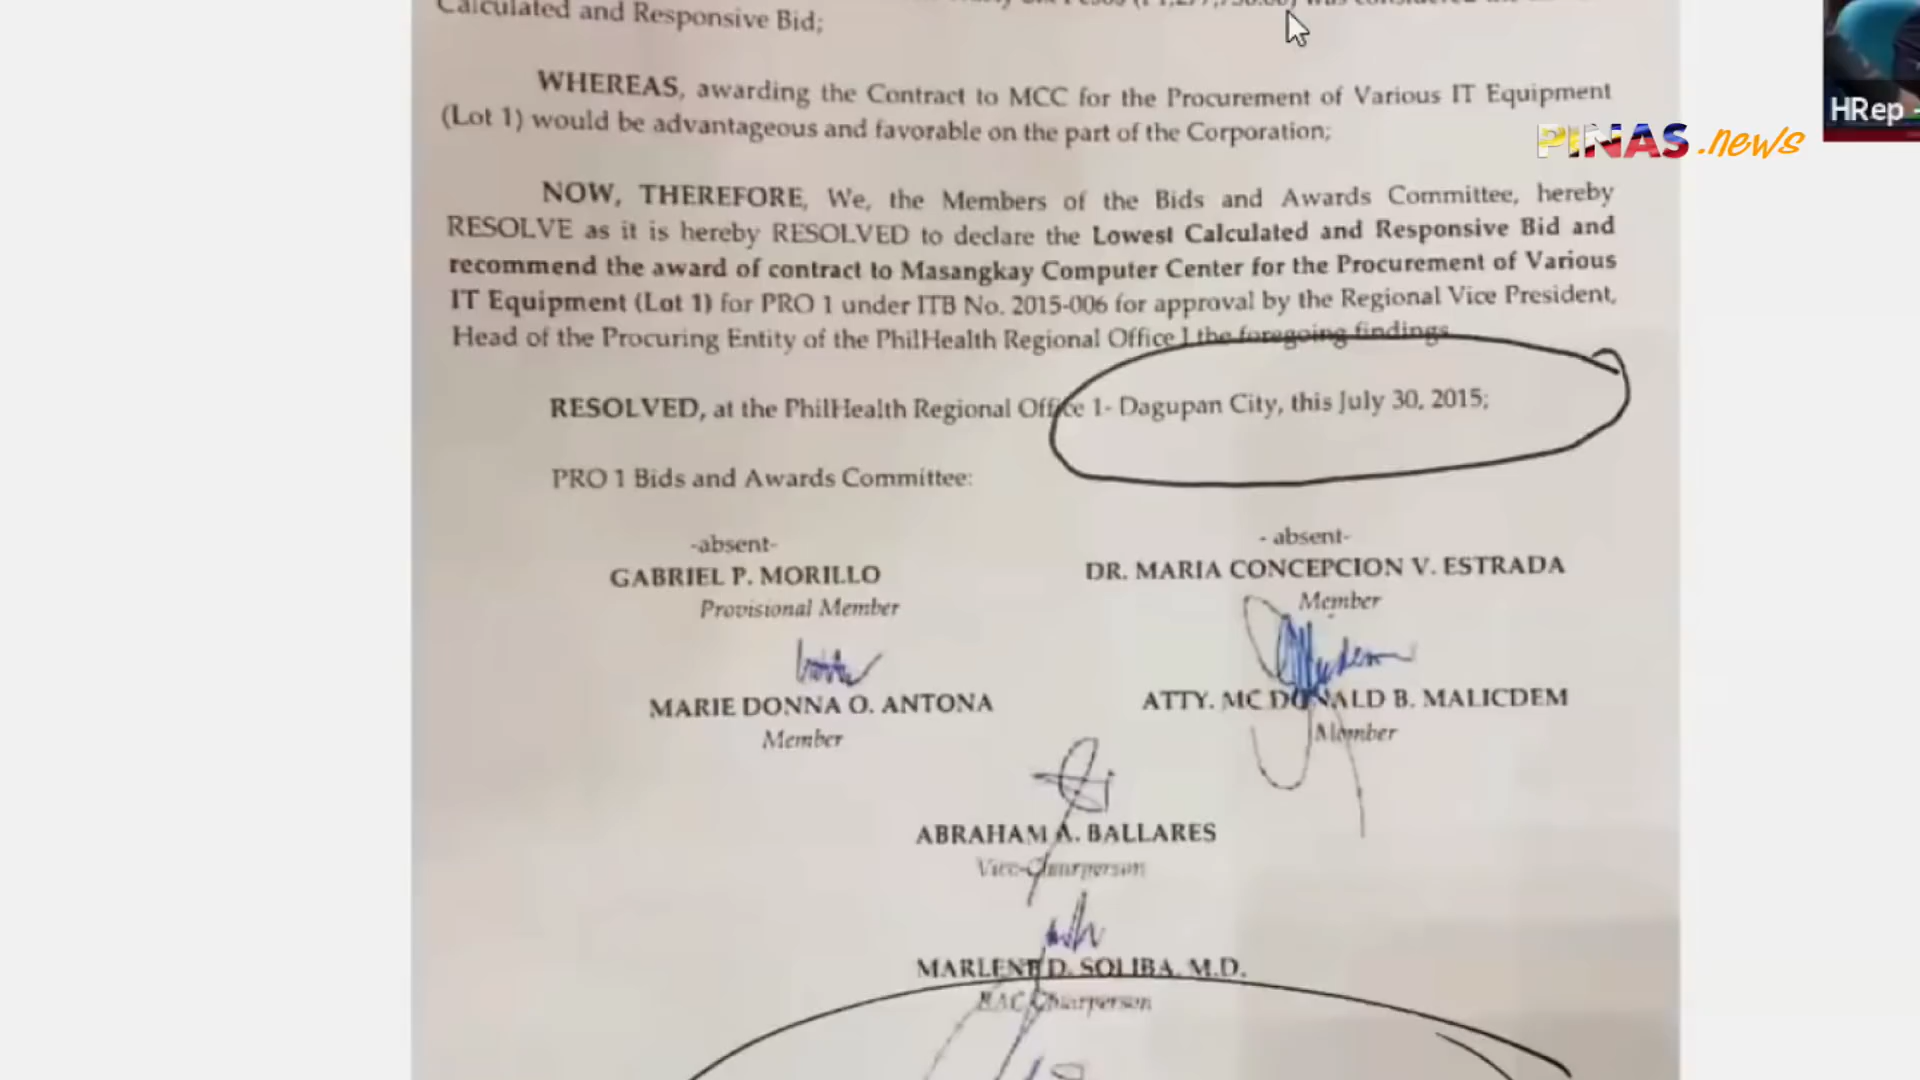 Calculated and Responsive Bid;
WHEREAS, awarding the Contract to MCC for the Procurement of Various IT Equipment
(Lot 1) would be advantageous and favorable on the part of the Corporation;
NOW, THEREFORE, We, the Members of the Bids and Awards Committee, hereby
RESOLVE as it is hereby RESOLVED to declare the Lowest Calculated and Responsive Bid and
recommend the award of contract to Masangkay Computer Center for the Procurement of Various
IT Equipment (Lot 1) for PRO 1 under ITB No. 2015-006 for approval by the Regional Vice President,
Head of the Procuring Entity of the PhilHealth Regional Office I the foregoing findings
RESOLVED, at the PhilHealth Regional Office 1- Dagupan City, this July 30, 2015;
PRO 1 Bids and Awards Committee:
-absent-
GABRIEL P. MORILLO
Provisional Member
- absent-
DR. MARIA CONCEPCION V. ESTRADA
Member
MARIE DONNA O. ANTONA
Member
ATTY. MC DONALD B. MALICDEM
Member
ABRAHAM A. BALLARES
Vice-Chairperson
MARLENE D. SOLIBA, M.D.
BAC Chairperson
HRep
PINAS.news